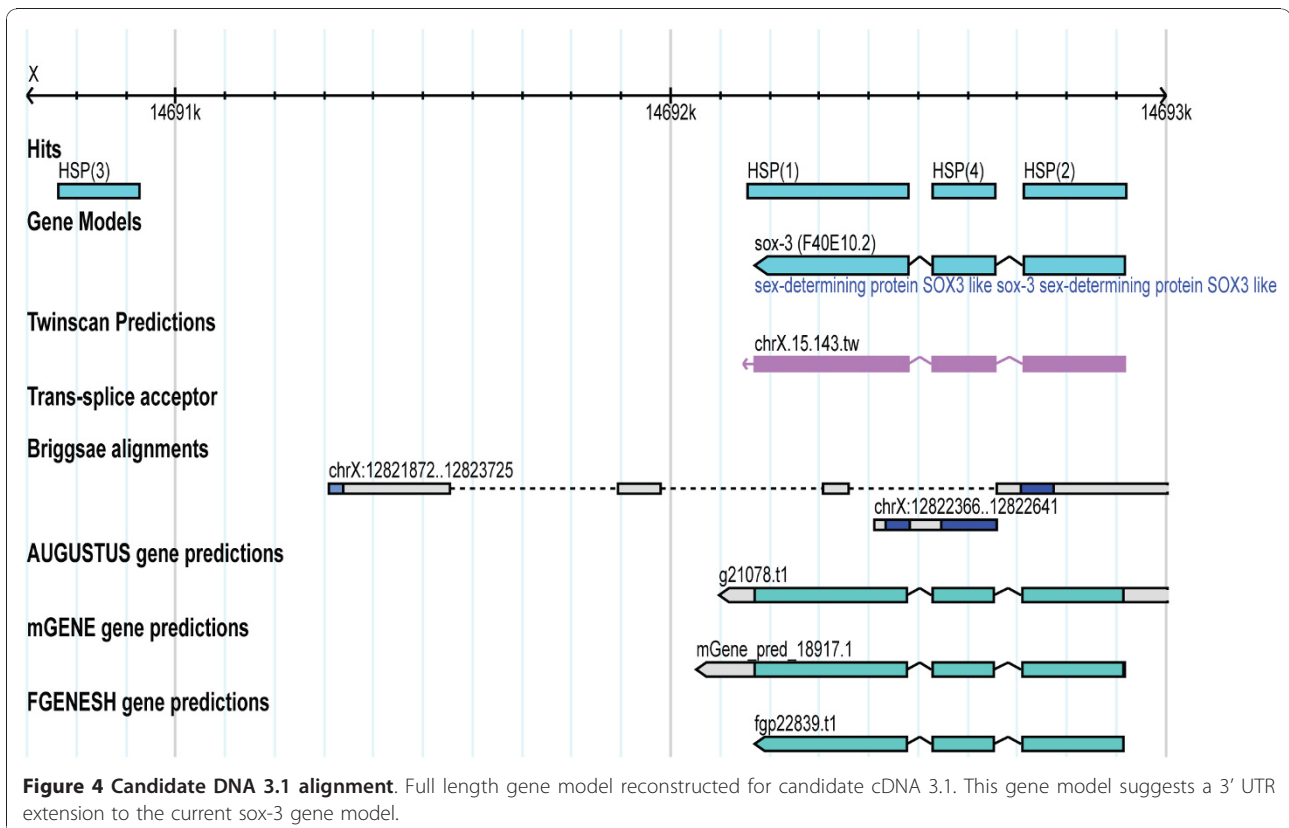 X
14691k 14692k 14693k
Hits
HSP(3) HSP(1) HSP(4) HSP(2)
Gene Models
sox-3 (F40E10.2)
sex-determining protein SOX3 like sox-3 sex-determining protein SOX3 like
Twinscan Predictions
chrX.15.143.tw
Trans-splice acceptor
Briggsae alignments
chrX:12821872..12823725
chrX:12822366..12822641
AUGUSTUS gene predictions
g21078.t1
mGENE gene predictions
mGene_pred_18917.1
FGENESH gene predictions
fgp22839.t1
Figure 4 Candidate DNA 3.1 alignment. Full length gene model reconstructed for candidate cDNA 3.1. This gene model suggests a 3’ UTR
extension to the current sox-3 gene model.